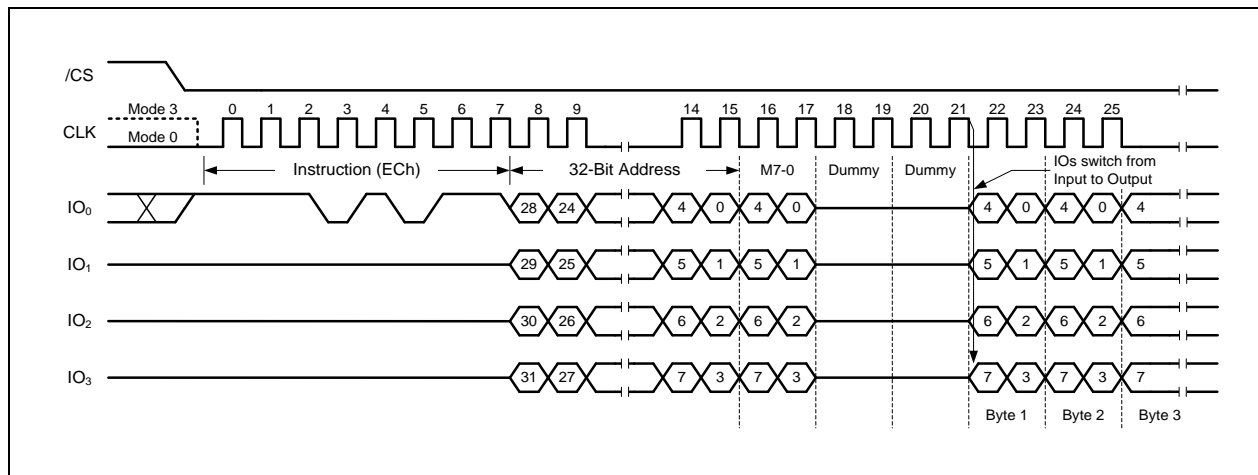 /CS
Mode 3 0 1 2 3 4 5 6 7 8 9 14 15 16 17 18 19 20 21 22 23 24 25
CLK Mode 0
Instruction (ECh) 32-Bit Address M7-0 Dummy Dummy IOs switch from
Input to Output
IO₀ 28 24 4 0 4 0 4 0 4 0 4
IO₁ 29 25 5 1 5 1 5 1 5 1 5
IO₂ 30 26 6 2 6 2 6 2 6 2 6
IO₃ 31 27 7 3 7 3 7 3 7 3 7
Byte 1 Byte 2 Byte 3